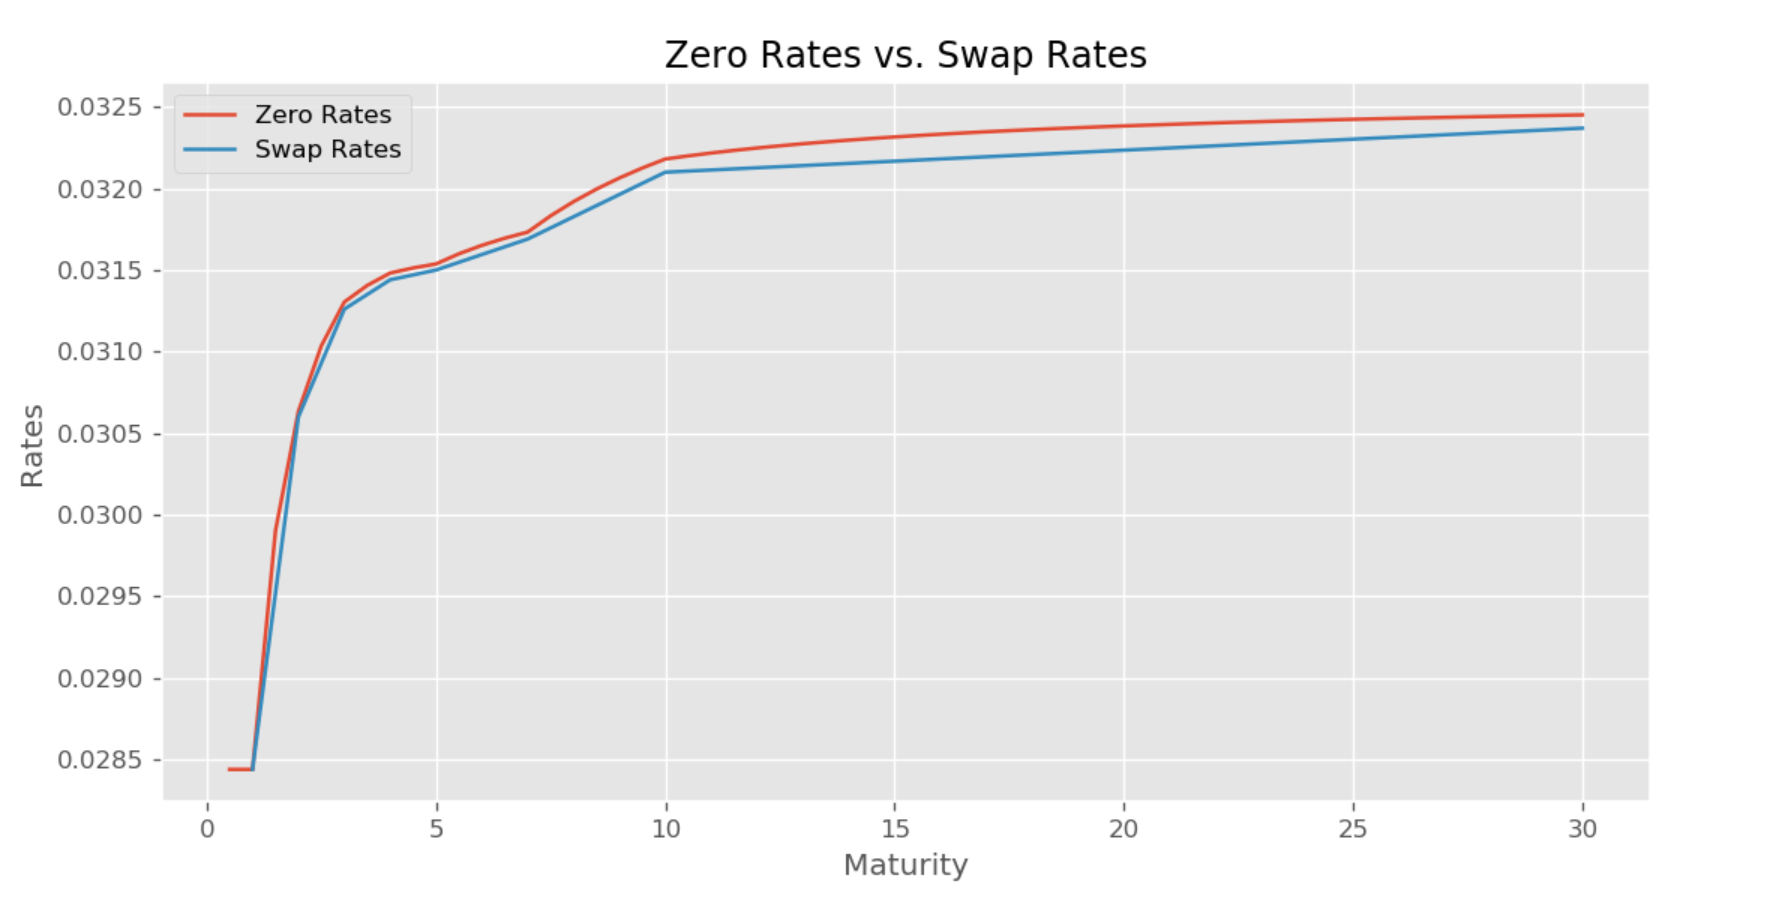 Zero Rates vs. Swap Rates
Zero Rates
Swap Rates
0.0325
0.0320
0.0315
0.0310
0.0305
0.0300
0.0295
0.0290
0.0285
Rates
0 5 10 15 20 25 30
Maturity